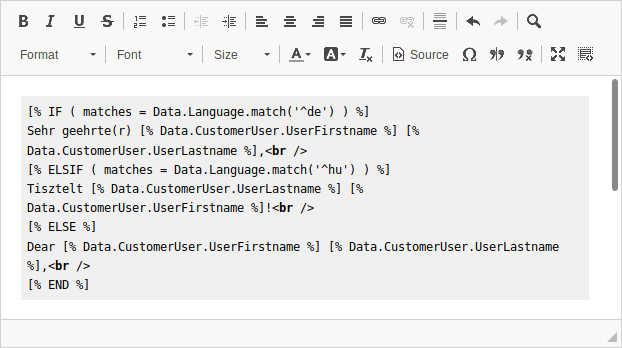 B I U S
Format Font Size A A Ix Source Ω
[% IF ( matches = Data.Language.match('^de') ) %]
Sehr geehrte(r) [% Data.CustomerUser.UserFirstname %] [%
Data.CustomerUser.UserLastname %],<br />
[% ELSIF ( matches = Data.Language.match('^hu') ) %]
Tisztelt [% Data.CustomerUser.UserLastname %] [%
Data.CustomerUser.UserFirstname %]!<br />
[% ELSE %]
Dear [% Data.CustomerUser.UserFirstname %] [% Data.CustomerUser.UserLastname
%],<br />
[% END %]